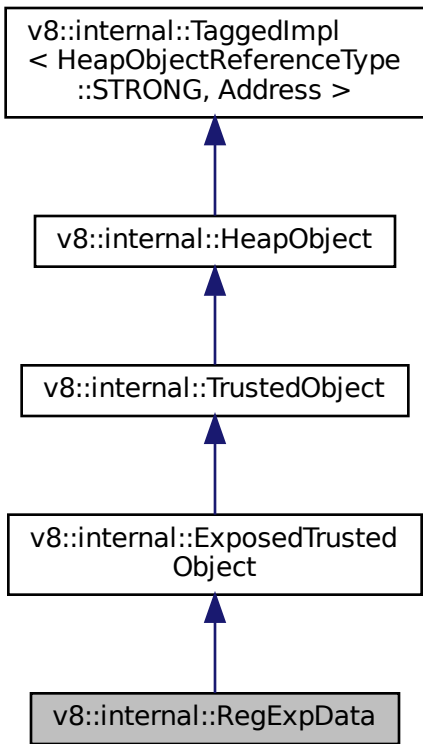 v8::internal::TaggedImpl
< HeapObjectReferenceType
::STRONG, Address >
v8::internal::HeapObject
v8::internal::TrustedObject
v8::internal::ExposedTrusted
Object
v8::internal::RegExpData